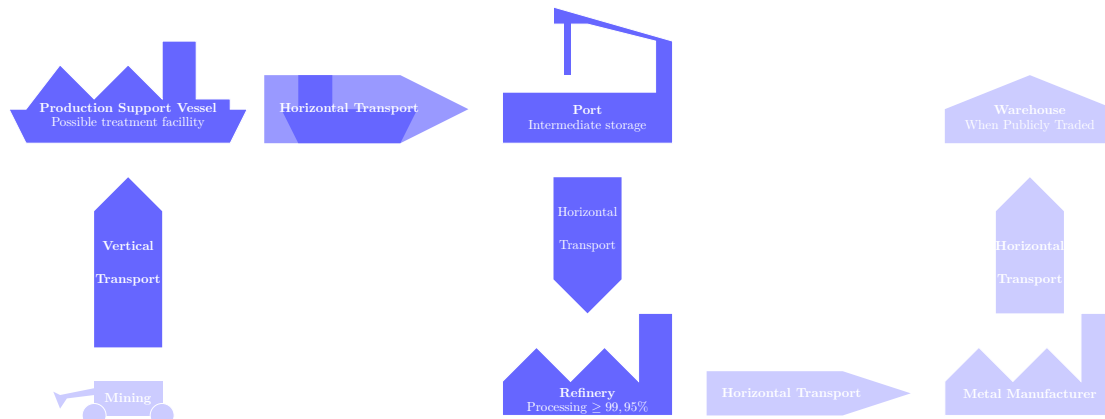 Production Support Vessel
Possible treatment facillity
Horizontal Transport
Port
Intermediate storage
Warehouse
When Publicly Traded
Vertical
Transport
Horizontal
Transport
Horizontal
Transport
Mining
Refinery
Processing ≥ 99, 95%
Horizontal Transport
Metal Manufacturer